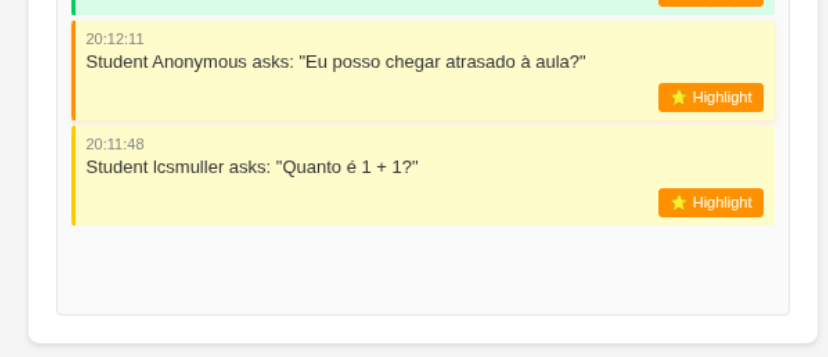 20:12:11
Student Anonymous asks: "Eu posso chegar atrasado à aula?"
⭐ Highlight
20:11:48
Student lcsmuller asks: "Quanto é 1 + 1?"
⭐ Highlight